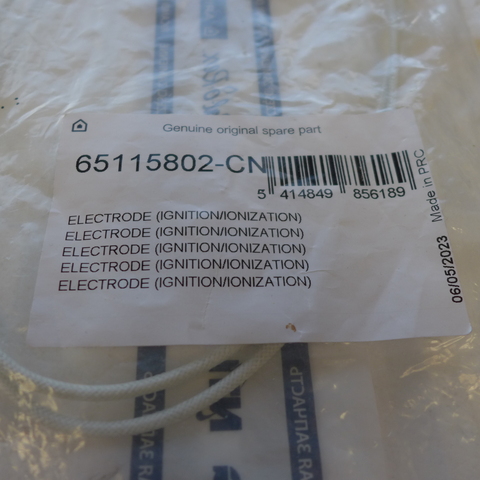 Genuine original spare part
65115802-CN
5 414849 856189
ELECTRODE (IGNITION/IONIZATION)
ELECTRODE (IGNITION/IONIZATION)
ELECTRODE (IGNITION/IONIZATION)
ELECTRODE (IGNITION/IONIZATION)
ELECTRODE (IGNITION/IONIZATION)
06/05/2023 Made in PRC